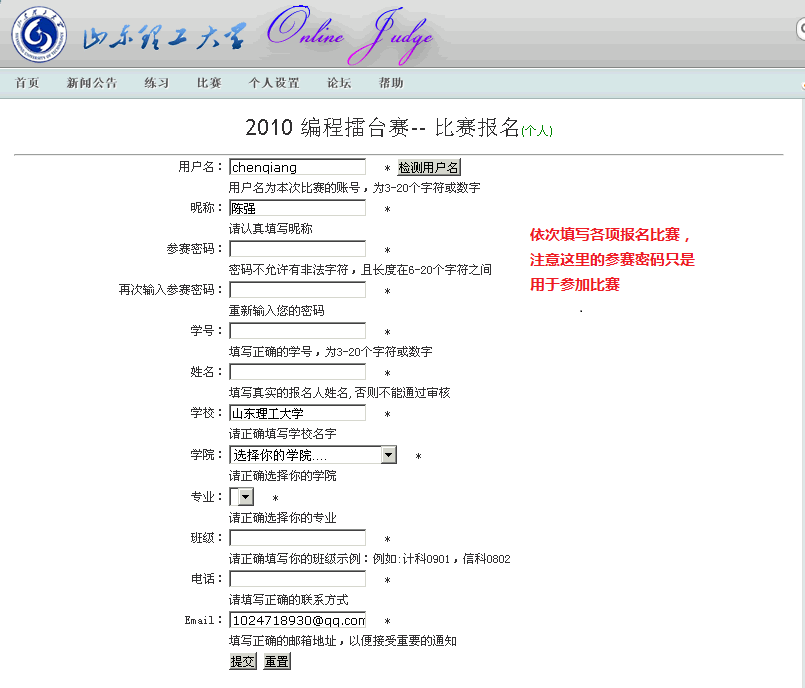 山东理工大学 Online Judge
首页 新闻公告 练习 比赛 个人设置 论坛 帮助
2010 编程擂台赛-- 比赛报名(个人)
用户名： chenqiang * 检测用户名
用户名为本次比赛的账号，为3-20个字符或数字
昵称： 陈强 *
请认真填写昵称
依次填写各项报名比赛，
参赛密码： *
注意这里的参赛密码只是
密码不允许有非法字符，且长度在6-20个字符之间
用于参加比赛
再次输入参赛密码： *
重新输入您的密码
学号： *
填写正确的学号，为3-20个字符或数字
姓名： *
填写真实的报名人姓名,否则不能通过审核
学校： 山东理工大学 *
请正确填写学校名字
学院： 选择你的学院.... *
请正确选择你的学院
专业： *
请正确选择你的专业
班级： *
请正确填写你的班级示例：例如:计科0901，信科0802
电话： *
请填写正确的联系方式
Email： 1024718930@qq.com *
填写正确的邮箱地址，以便接受重要的通知
提交 重置